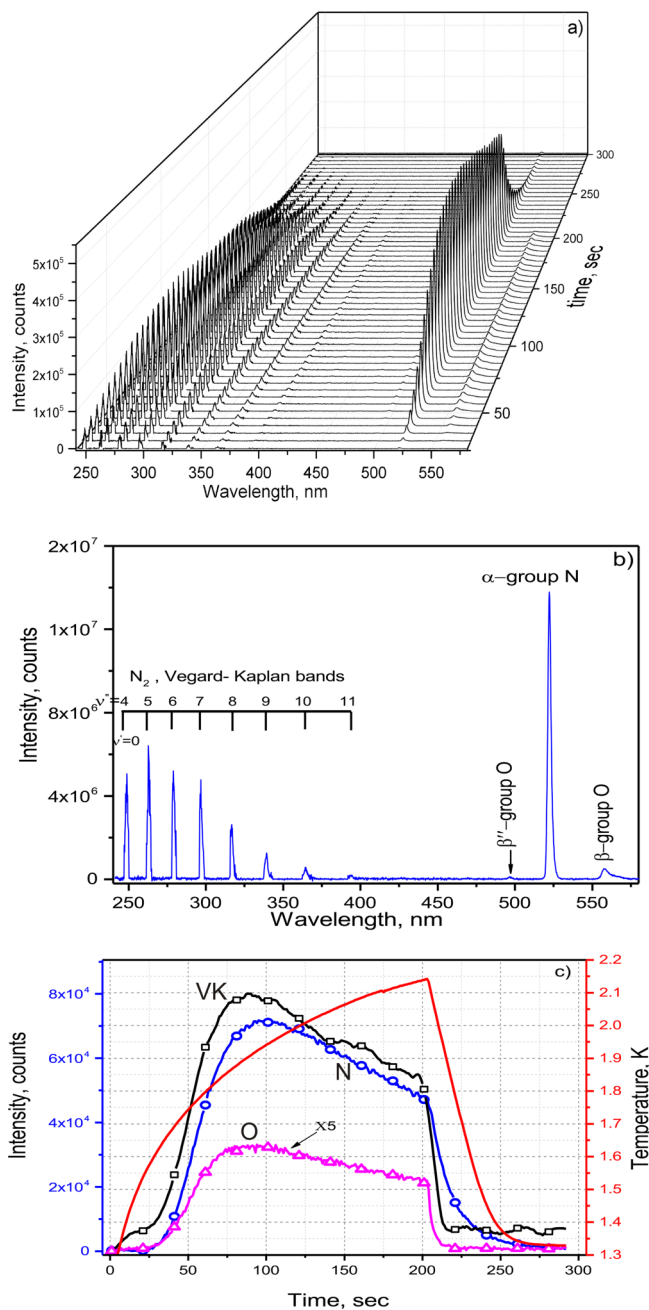 a)
5x10⁵
4x10⁵
3x10⁵
2x10⁵
1x10⁵
0
Intensity, counts
250 300 350 400 450 500 550
Wavelength, nm
300
250
200
150
100
50
time, sec
b)
2x10⁷
1x10⁷
8x10⁶
4x10⁶
0
Intensity, counts
α-group N
N₂ , Vegard- Kaplan bands
ν''=4 5 6 7 8 9 10 11
ν'=0
β''-group O
β-group O
250 300 350 400 450 500 550
Wavelength, nm
c)
8x10⁴
6x10⁴
4x10⁴
2x10⁴
0
Intensity, counts
VK
N
O
X5
2.2
2.1
2.0
1.9
1.8
1.7
1.6
1.5
1.4
1.3
Temperature. K
0 50 100 150 200 250 300
Time, sec